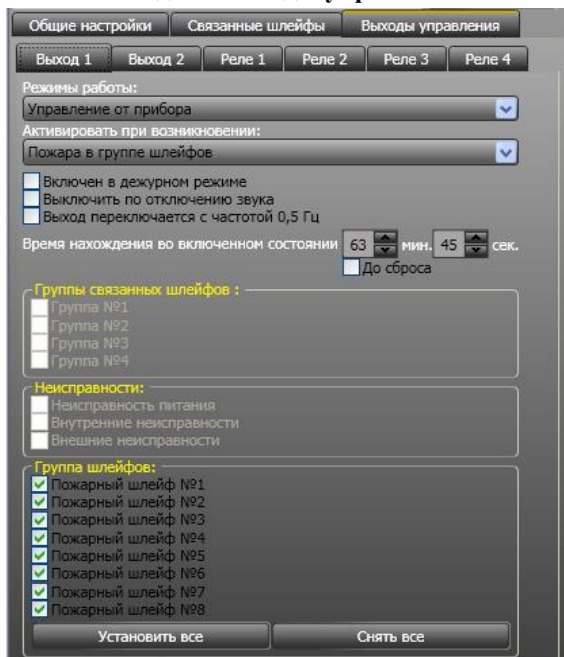 Общие настройки Связанные шлейфы Выходы управления
Выход 1 Выход 2 Реле 1 Реле 2 Реле 3 Реле 4
Режимы работы:
Управление от прибора
Активировать при возникновении:
Пожара в группе шлейфов
Включен в дежурном режиме
Выключить по отключению звука
Выход переключается с частотой 0,5 Гц
Время нахождения во включенном состоянии 63 мин. 45 сек.
До сброса
Группы связанных шлейфов :
Группа №1
Группа №2
Группа №3
Группа №4
Неисправности:
Неисправность питания
Внутренние неисправности
Внешние неисправности
Группа шлейфов:
Пожарный шлейф №1
Пожарный шлейф №2
Пожарный шлейф №3
Пожарный шлейф №4
Пожарный шлейф №5
Пожарный шлейф №6
Пожарный шлейф №7
Пожарный шлейф №8
Установить все Снять все